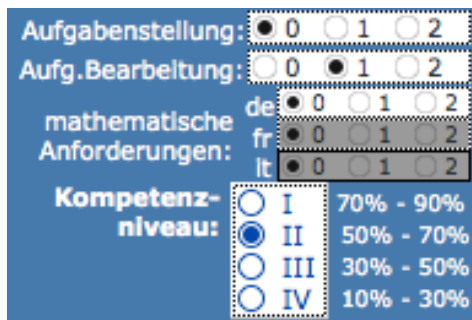 Aufgabenstellung: 0 1 2
Aufg.Bearbeitung: 0 1 2
mathematische
Anforderungen:
de 0 1 2
fr 0 1 2
it 0 1 2
Kompetenz-
niveau:
I 70% - 90%
II 50% - 70%
III 30% - 50%
IV 10% - 30%